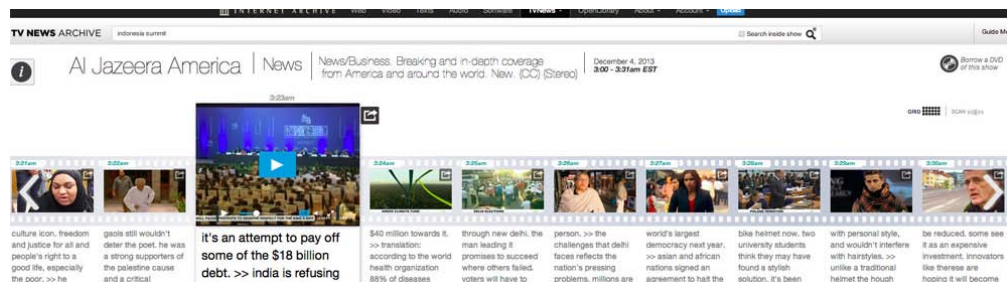 INTERNET ARCHIVE Web Video Texts Audio Software TVNews OpenLibrary About Account Upload
TV NEWS ARCHIVE indonesia summit Search inside show Guide
Al Jazeera America News News/Business. Breaking and in-depth coverage from America and around the world. New. (CC) (Stereo)
December 4, 2013
3:00 - 3:31am EST
Borrow a DVD
of this show
3:23am
3:21am 3:22am 3:24am 3:25am 3:26am 3:27am 3:28am 3:29am 3:30am
culture icon. freedom
and justice for all and
people's right to a
good life, especially
the poor. >> he
gaols still wouldn't
deter the poet. he was
a strong supporters of
the palestine cause
and a critical
it's an attempt to pay off
some of the $18 billion
debt. >> india is refusing
$40 million towards it.
>> translation:
according to the world
health organization
88% of diseases
through new delhi. the
man leading it
promises to succeed
where others failed.
voters will have to
person. >> the
challenges that delhi
faces reflects the
nation's pressing
problems. millions are
world's largest
democracy next year.
>> asian and african
nations signed an
agreement to halt the
bike helmet now. two
university students
think they may have
found a stylish
solution. it's been
with personal style,
and wouldn't interfere
with hairstyles. >>
unlike a traditional
helmet the hough
be reduced. some see
it as an expensive
investment. innovators
like therese are
hoping it will become